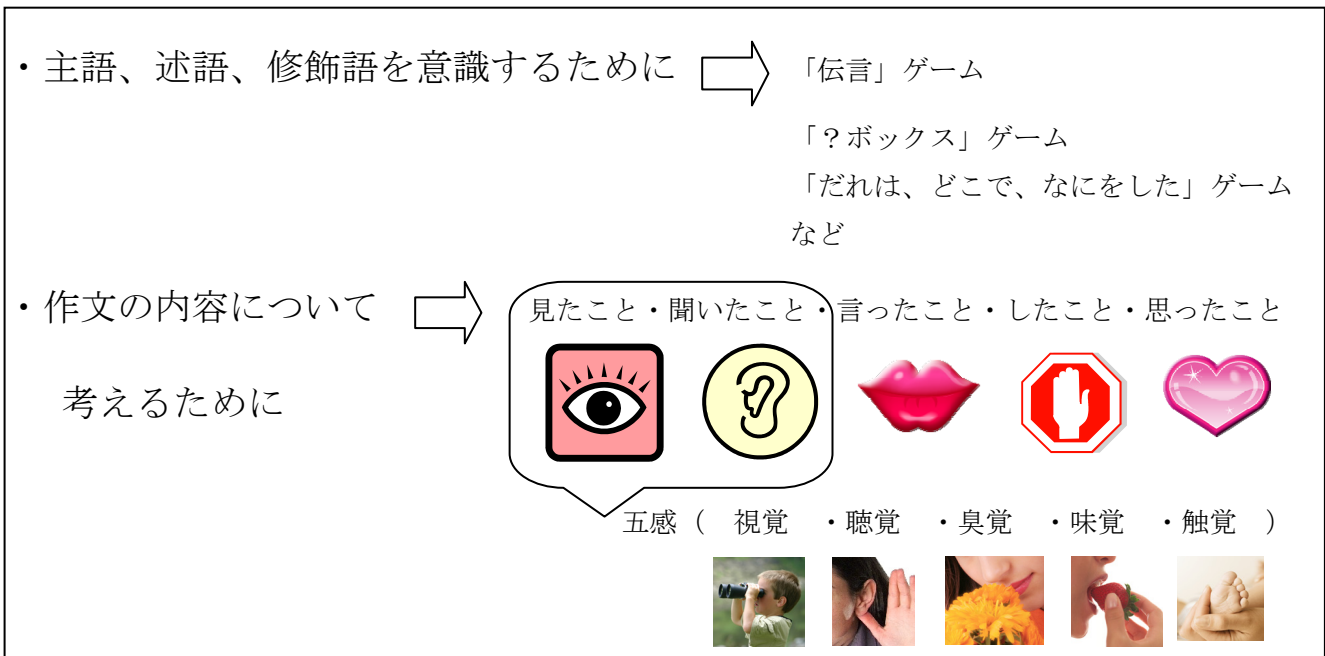 ・主語、述語、修飾語を意識するために
「伝言」ゲーム
「？ボックス」ゲーム
「だれは、どこで、なにをした」ゲーム
など
・作文の内容について
考えるために
見たこと・聞いたこと・言ったこと・したこと・思ったこと
五感（　視覚　・聴覚　・臭覚　・味覚　・触覚　）